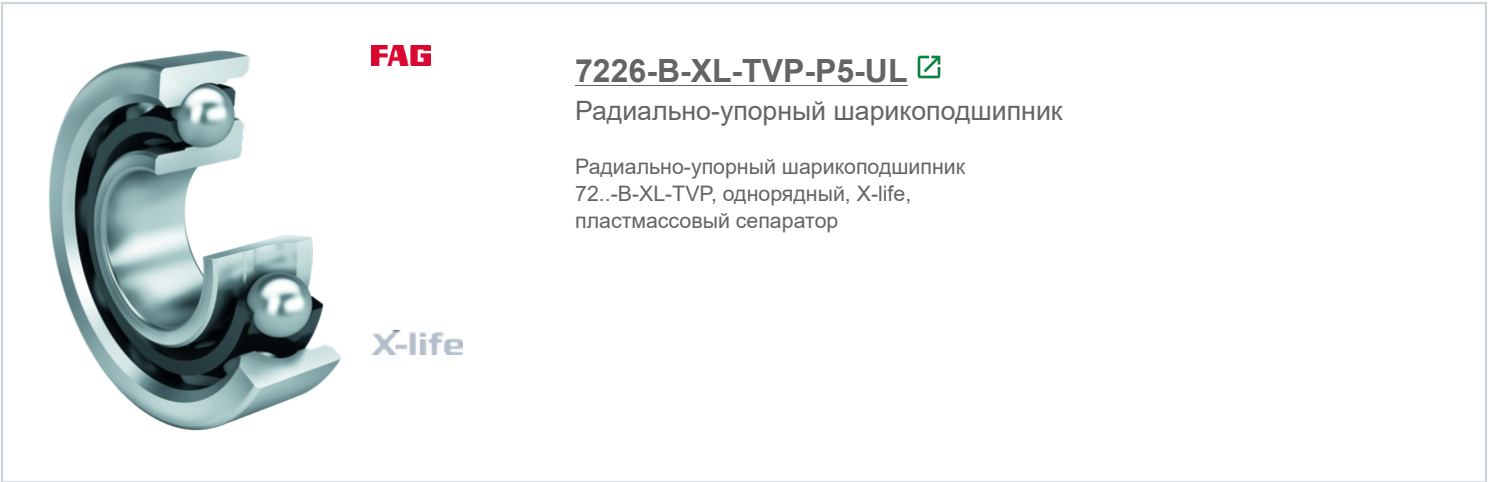 FAG
7226-B-XL-TVP-P5-UL
Радиально-упорный шарикоподшипник
Радиально-упорный шарикоподшипник
72..-B-XL-TVP, однорядный, X-life,
пластмассовый сепаратор
X-life